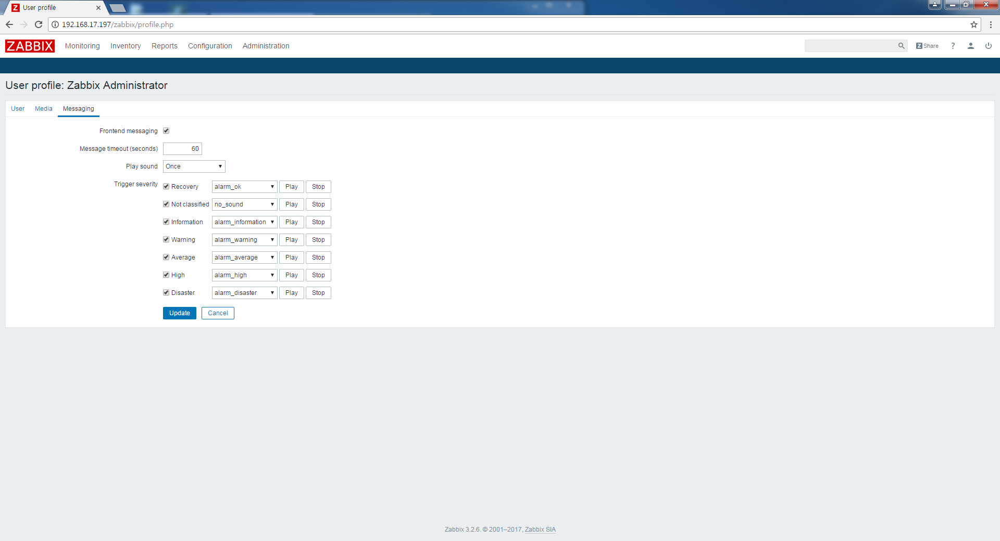 User profile
192.168.17.197/zabbix/profile.php
ZABBIX Monitoring Inventory Reports Configuration Administration Z Share ?
User profile: Zabbix Administrator
User Media Messaging
Frontend messaging
Message timeout (seconds) 60
Play sound Once
Trigger severity
Recovery alarm_ok Play Stop
Not classified no_sound Play Stop
Information alarm_information Play Stop
Warning alarm_warning Play Stop
Average alarm_average Play Stop
High alarm_high Play Stop
Disaster alarm_disaster Play Stop
Update Cancel
Zabbix 3.2.6. © 2001–2017, Zabbix SIA